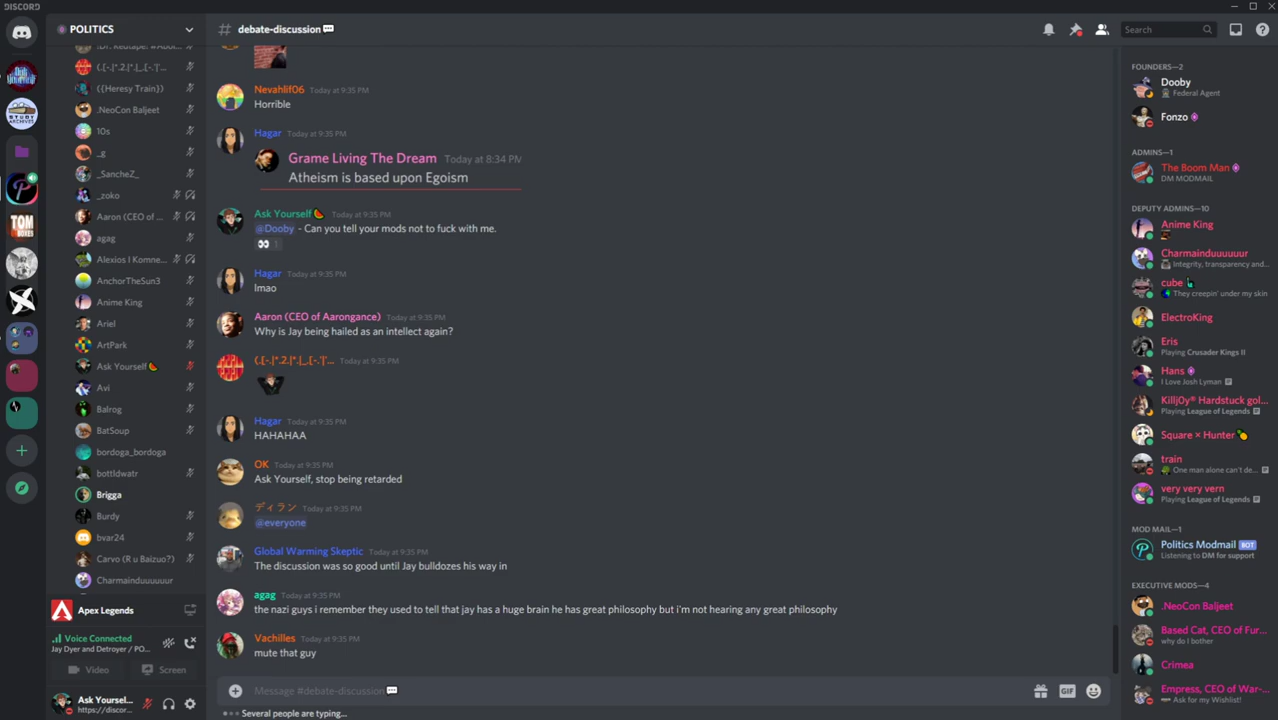 DISCORD
POLITICS
(.[-.|*.2.|*.|_.[-.'|'...
((Heresy Train))
.NeoCon Baljeet
10s
_g
_SancheZ_
_zoko
Aaron (CEO of ...
agag
Alexios I Komne...
AnchorTheSun3
Anime King
Ariel
ArtPark
Ask Yourself🍉
Avi
Balrog
BatSoup
bordoga_bordoga
bottldwatr
Brigga
Burdy
bvar24
Carvo (R u Baizuo?)
Charmainduuuuuur
Apex Legends
Voice Connected
Jay Dyer and Detroyer / PO...
Video
Screen
Ask Yoursel...
https://discor...
# debate-discussion💬
Search
Nevahlif06 Today at 9:35 PM
Horrible
Hagar Today at 9:35 PM
Grame Living The Dream Today at 8:34 PM
Atheism is based upon Egoism
Ask Yourself🍉 Today at 9:35 PM
@Dooby - Can you tell your mods not to fuck with me.
👀 1
Hagar Today at 9:35 PM
lmao
Aaron (CEO of Aarongance) Today at 9:35 PM
Why is Jay being hailed as an intellect again?
(.[-.|*.2.|*.|_.[-.'|'... Today at 9:35 PM
Hagar Today at 9:35 PM
HAHAHAA
OK Today at 9:35 PM
Ask Yourself, stop being retarded
ディラン Today at 9:35 PM
@everyone
Global Warming Skeptic Today at 9:35 PM
The discussion was so good until Jay bulldozes his way in
agag Today at 9:35 PM
the nazi guys i remember they used to tell that jay has a huge brain he has great philosophy but i'm not hearing any great philosophy
Vachilles Today at 9:35 PM
mute that guy
Message #debate-discussion💬
GIF
Several people are typing...
FOUNDERS—2
Dooby
Federal Agent
Fonzo
ADMINS—1
The Boom Man
DM MODMAIL
DEPUTY ADMINS—10
Anime King
Charmainduuuuuur
Integrity, transparency and...
cube
They creepin' under my skin
ElectroKing
Eris
Playing Crusader Kings II
Hans
I Love Josh Lyman
Killj0y® Hardstuck gol...
Playing League of Legends
Square × Hunter🍍
train
One man alone can't de...
very very vern
Playing League of Legends
MOD MAIL—1
Politics Modmail BOT
Listening to DM for support
EXECUTIVE MODS—4
.NeoCon Baljeet
Based Cat, CEO of Fur...
why do I bother
Crimea
Empress, CEO of War-...
Ask for my Wishlist!